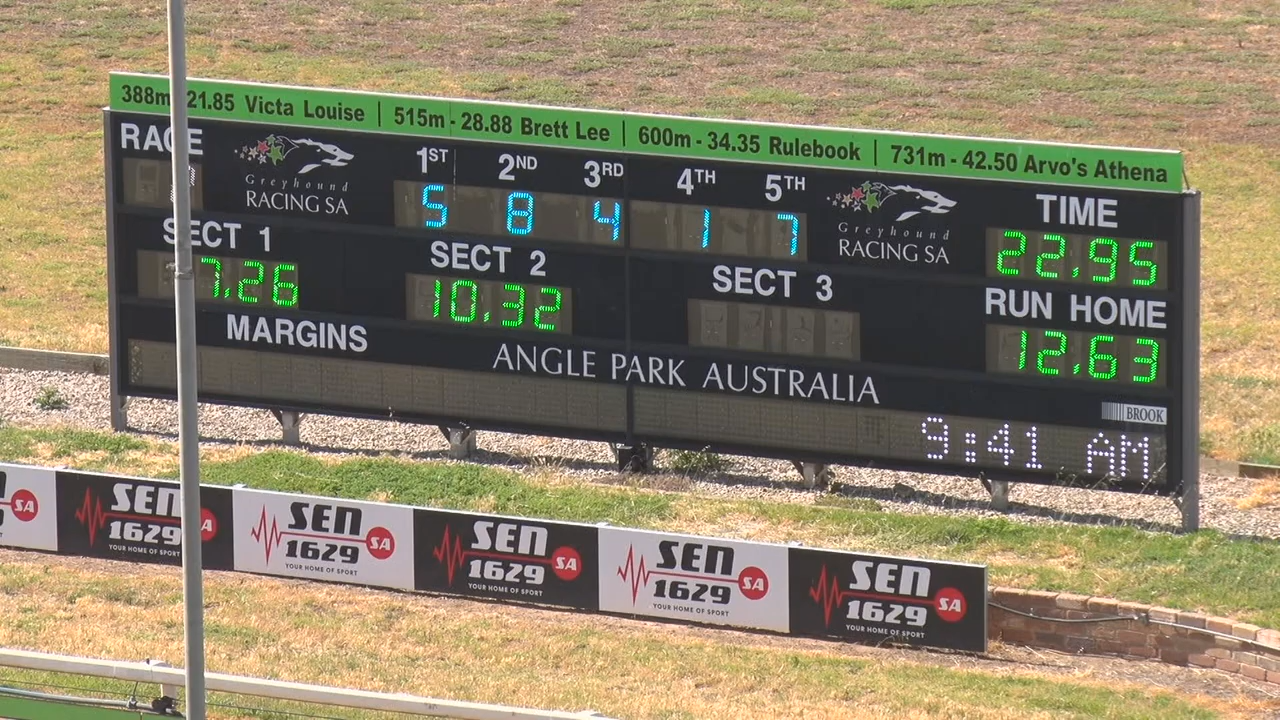 388m 21.85 Victa Louise | 515m - 28.88 Brett Lee | 600m - 34.35 Rulebook | 731m - 42.50 Arvo's Athena
RACE
Greyhound
RACING SA
1ST 2ND 3RD 4TH 5TH
5 8 4 1 7
Greyhound
RACING SA
TIME
22.95
SECT 1
7.26
SECT 2
10.32
SECT 3
RUN HOME
12.63
MARGINS
ANGLE PARK AUSTRALIA
BROOK
9:41 AM
SA
SEN
1629
SA
YOUR HOME OF SPORT
SEN
1629
SA
YOUR HOME OF SPORT
SEN
1629
SA
YOUR HOME OF SPORT
SEN
1629
SA
YOUR HOME OF SPORT
SEN
1629
SA
YOUR HOME OF SPORT